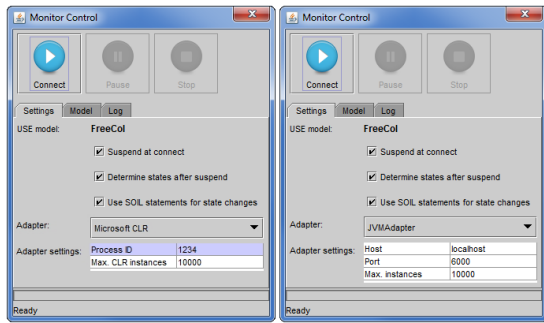 Monitor Control
Connect Pause Stop
Settings Model Log
USE model: FreeCol
Suspend at connect
Determine states after suspend
Use SOIL statements for state changes
Adapter: Microsoft CLR
Adapter settings: Process ID 1234
Max. CLR instances 10000
Ready
Monitor Control
Connect Pause Stop
Settings Model Log
USE model: FreeCol
Suspend at connect
Determine states after suspend
Use SOIL statements for state changes
Adapter: JVMAdapter
Adapter settings: Host localhost
Port 6000
Max. instances 10000
Ready